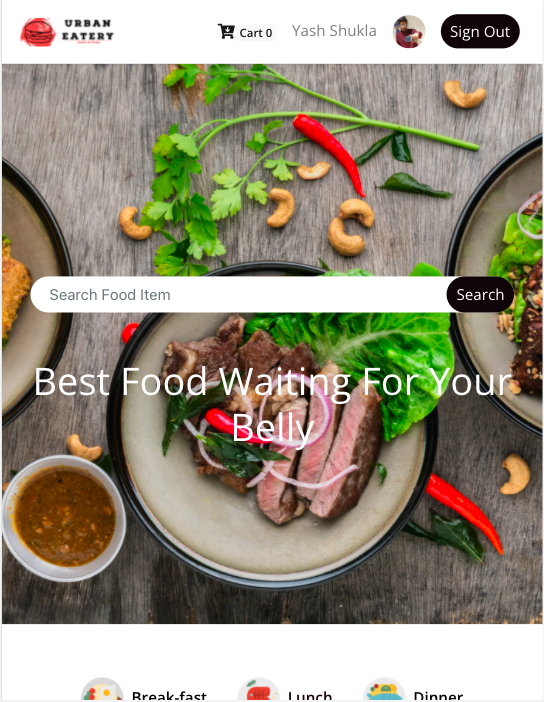 URBAN
EATERY
Cart 0
Yash Shukla
Sign Out
Search Food Item
Search
Best Food Waiting For Your
Belly
Break-fast
Lunch
Dinner